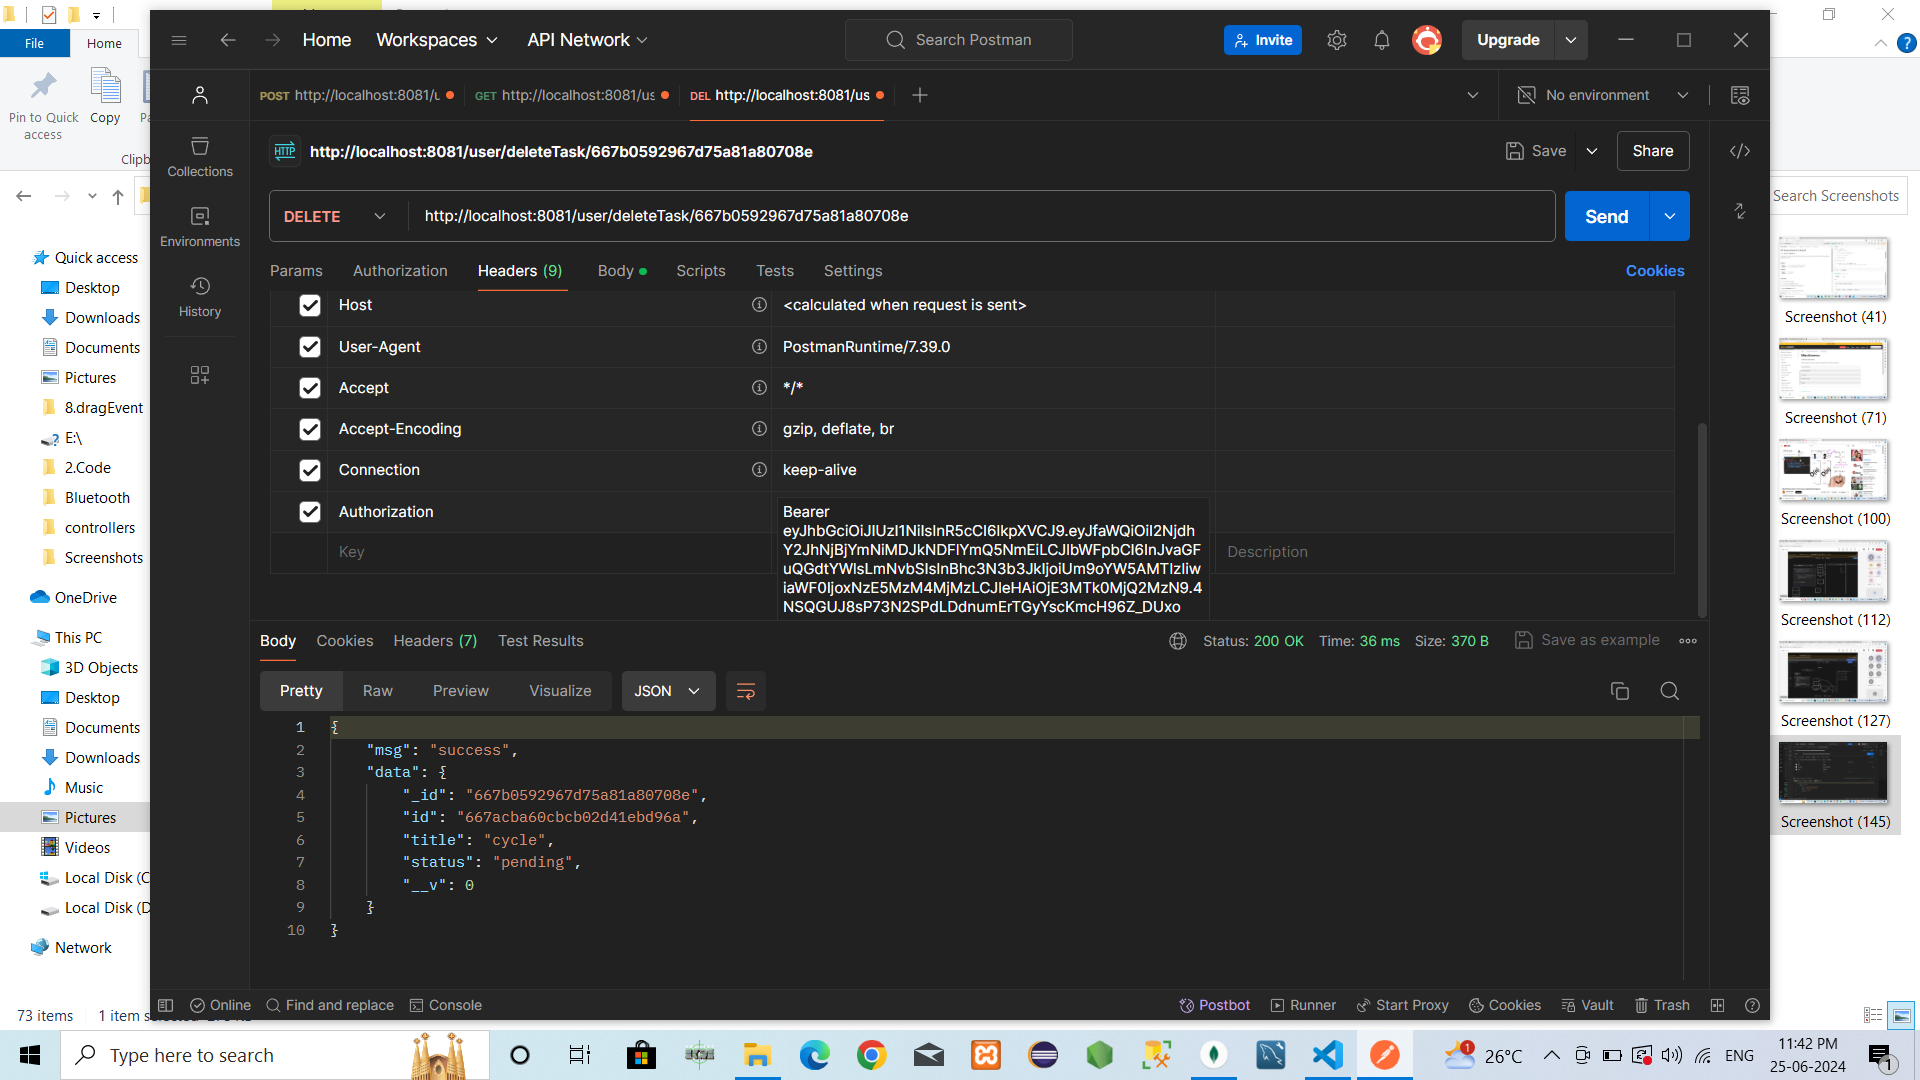 File
Home
Pin to Quick access
Copy
Clipb
Search Screenshots
Quick access
Desktop
Downloads
Documents
Pictures
8.dragEvent
E:\
2.Code
Bluetooth
controllers
Screenshots
OneDrive
This PC
3D Objects
Desktop
Documents
Downloads
Music
Pictures
Videos
Local Disk (C
Local Disk (D
Network
73 items
Home
Workspaces
API Network
Search Postman
Invite
Upgrade
POST http://localhost:8081/u
GET http://localhost:8081/us
DEL http://localhost:8081/us
No environment
Collections
Environments
History
HTTP
http://localhost:8081/user/deleteTask/667b0592967d75a81a80708e
Save
Share
DELETE
http://localhost:8081/user/deleteTask/667b0592967d75a81a80708e
Send
Params
Authorization
Headers (9)
Body
Scripts
Tests
Settings
Cookies
Host
<calculated when request is sent>
User-Agent
PostmanRuntime/7.39.0
Accept
*/*
Accept-Encoding
gzip, deflate, br
Connection
keep-alive
Authorization
Bearer
Key
Description
Body
Cookies
Headers (7)
Test Results
Status: 200 OK
Time: 36 ms
Size: 370 B
Save as example
Pretty
Raw
Preview
Visualize
JSON
1 {
2 "msg": "success",
3 "data": {
4 "_id": "667b0592967d75a81a80708e",
5 "id": "667acba60cbcb02d41ebd96a",
6 "title": "cycle",
7 "status": "pending",
8 "__v": 0
9 }
10 }
Online
Find and replace
Console
Postbot
Runner
Start Proxy
Cookies
Vault
Trash
Screenshot (41)
Screenshot (71)
Screenshot (100)
Screenshot (112)
Screenshot (127)
Screenshot (145)
Type here to search
1
26°C
ENG
11:42 PM
25-06-2024
1